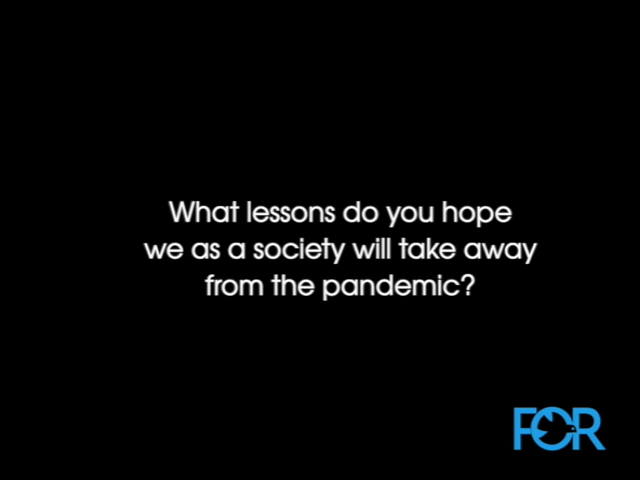 What lessons do you hope
we as a society will take away
from the pandemic?
FOR